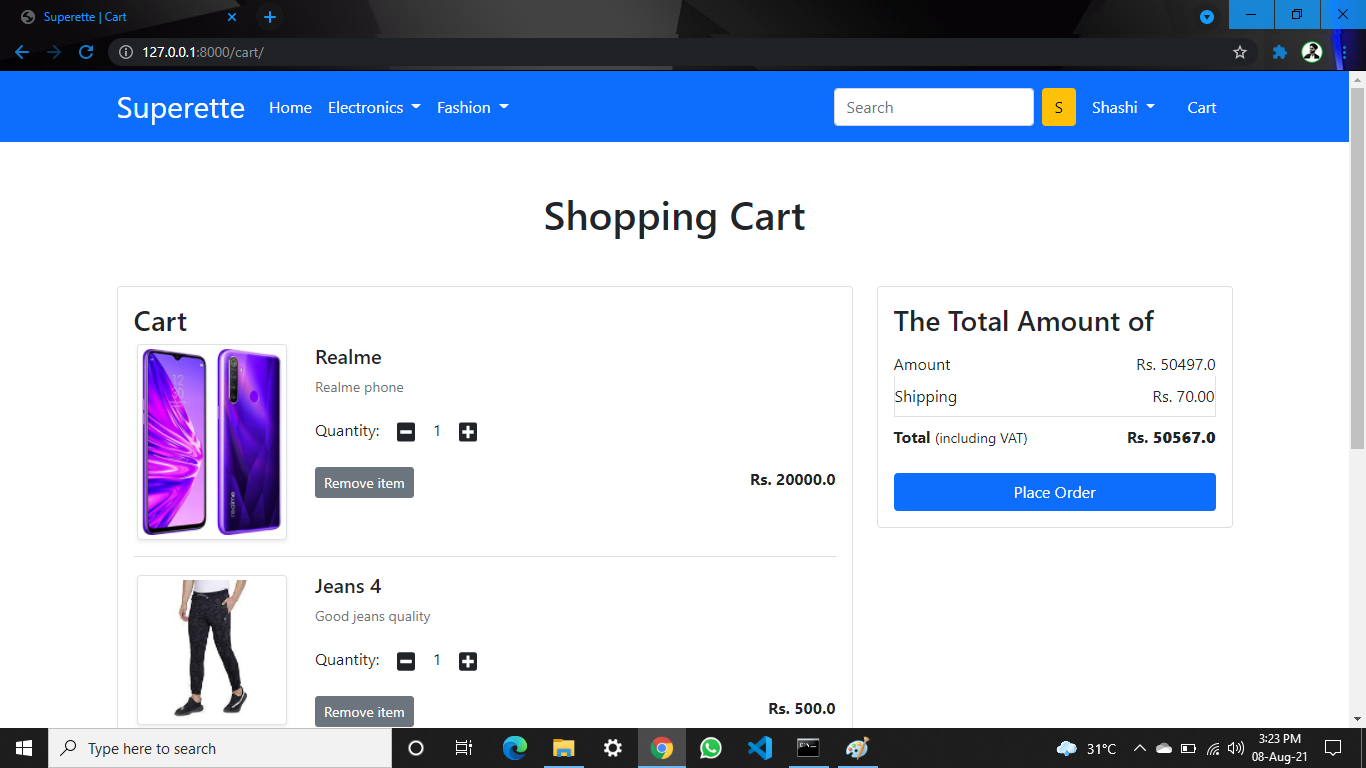 Superette | Cart
127.0.0.1:8000/cart/
Superette Home Electronics Fashion Search S Shashi Cart
Shopping Cart
Cart
Realme
Realme phone
Quantity: 1
Remove item Rs. 20000.0
Jeans 4
Good jeans quality
Quantity: 1
Remove item Rs. 500.0
The Total Amount of
Amount Rs. 50497.0
Shipping Rs. 70.00
Total (including VAT) Rs. 50567.0
Place Order
Type here to search
31°C
3:23 PM
08-Aug-21